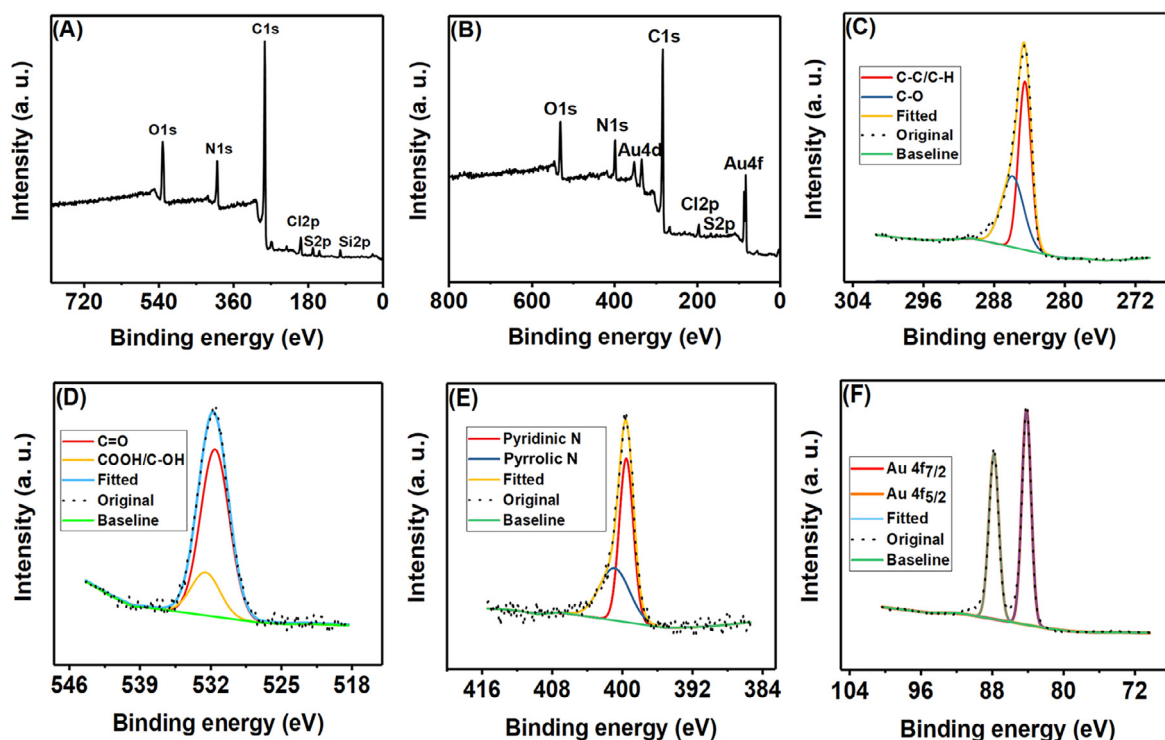 (A)
C1s
O1s
N1s
Cl2p
S2p
Si2p
Intensity (a. u.)
720 540 360 180 0
Binding energy (eV)
(B)
C1s
O1s
N1s
Au4d
Au4f
Cl2p
S2p
Intensity (a. u.)
800 600 400 200 0
Binding energy (eV)
(C)
C-C/C-H
C-O
Fitted
Original
Baseline
Intensity (a. u.)
304 296 288 280 272
Binding energy (eV)
(D)
C=O
COOH/C-OH
Fitted
Original
Baseline
Intensity (a. u.)
546 539 532 525 518
Binding energy (eV)
(E)
Pyridinic N
Pyrrolic N
Fitted
Original
Baseline
Intensity (a. u.)
416 408 400 392 384
Binding energy (eV)
(F)
Au 4f7/2
Au 4f5/2
Fitted
Original
Baseline
Intensity (a. u.)
104 96 88 80 72
Binding energy (eV)